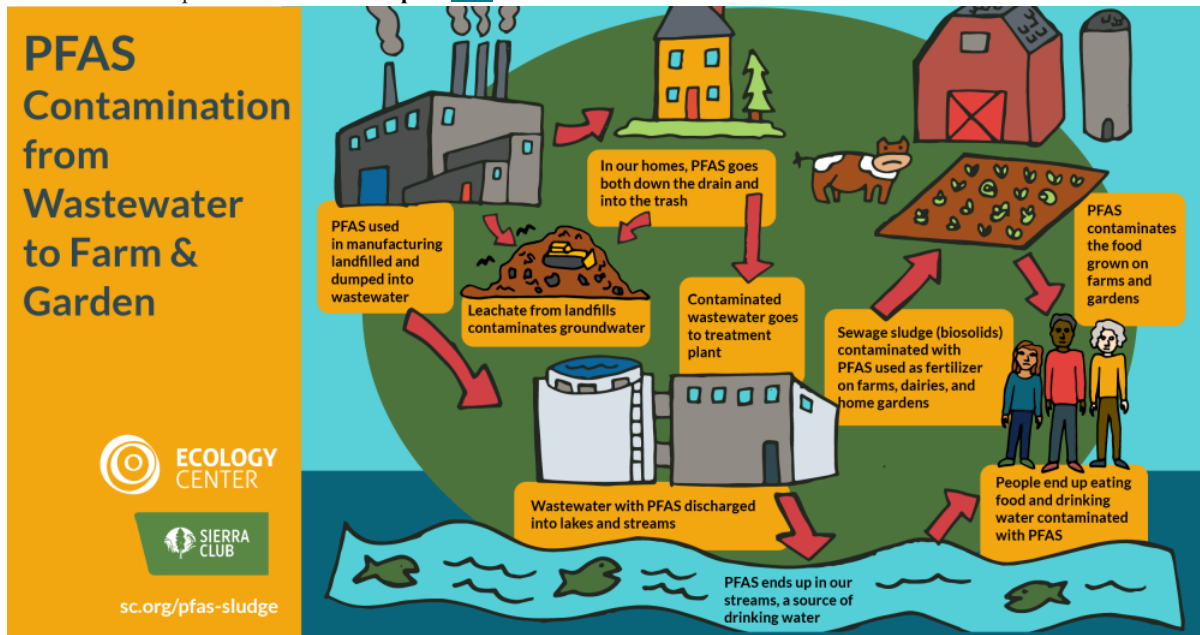 PFAS
Contamination
from
Wastewater
to Farm &
Garden
ECOLOGY
CENTER
SIERRA
CLUB
sc.org/pfas-sludge
PFAS used
in manufacturing
landfilled and
dumped into
wastewater
In our homes, PFAS goes
both down the drain and
into the trash
Leachate from landfills
contaminates groundwater
Contaminated
wastewater goes
to treatment
plant
Sewage sludge (biosolids)
contaminated with
PFAS used as fertilizer
on farms, dairies, and
home gardens
PFAS
contaminates
the food
grown on
farms and
gardens
Wastewater with PFAS discharged
into lakes and streams
People end up eating
food and drinking
water contaminated
with PFAS
PFAS ends up in our
streams, a source of
drinking water